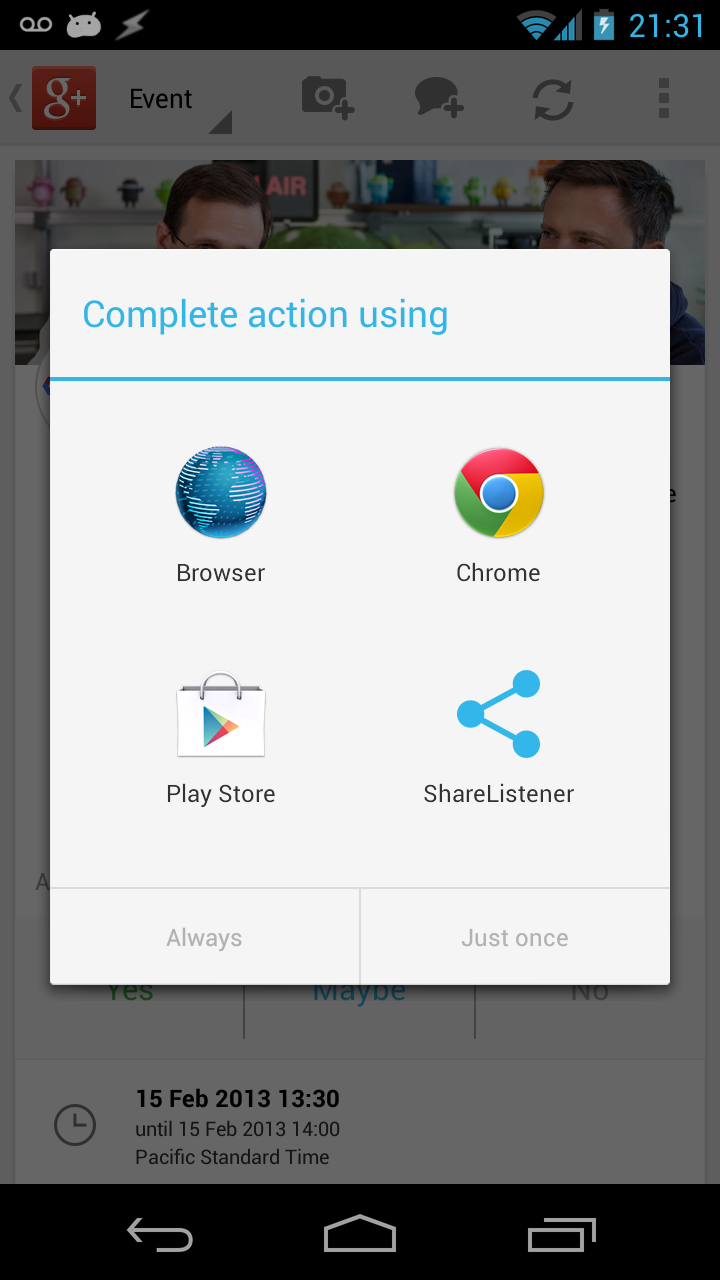 21:31
g+
Event
AIR
Complete action using
Browser
Chrome
e
Play Store
ShareListener
A
Always
Just once
Yes
Maybe
No
15 Feb 2013 13:30
until 15 Feb 2013 14:00
Pacific Standard Time